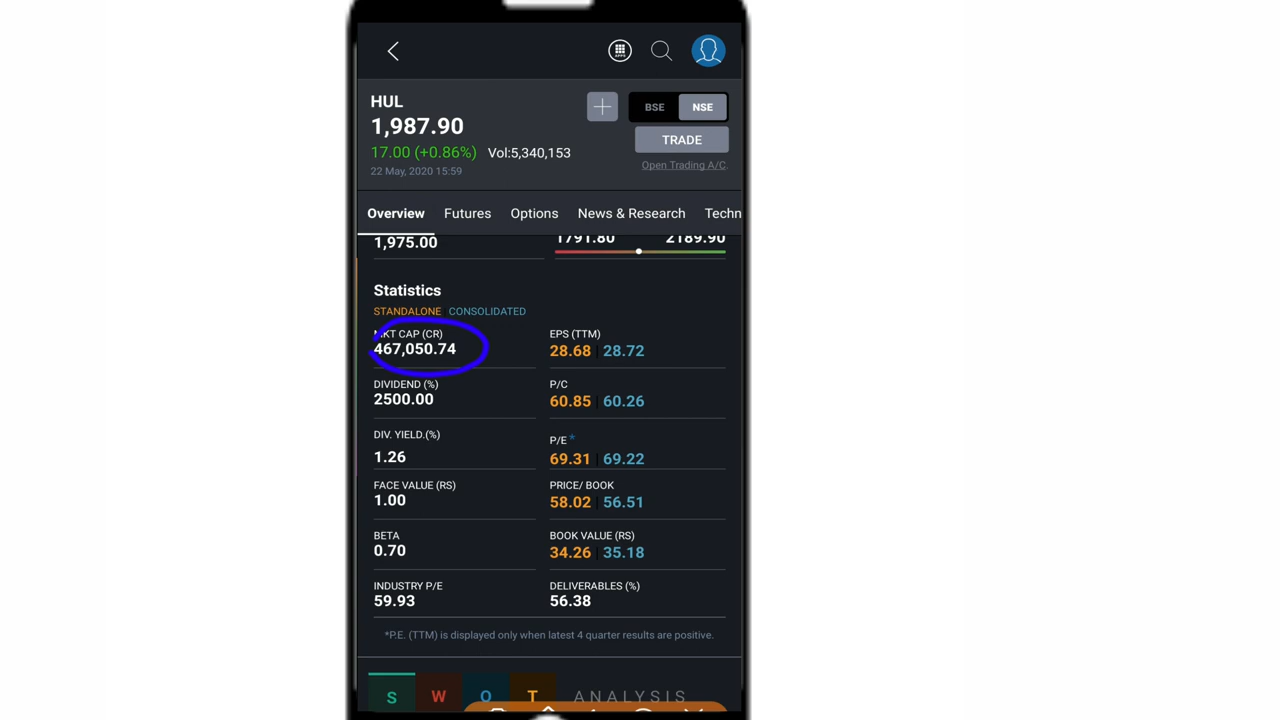 APPS
HUL
BSE NSE
1,987.90
TRADE
17.00 (+0.86%) Vol:5,340,153
Open Trading A/C.
22 May, 2020 15:59
Overview Futures Options News & Research Techn
1,975.00 1791.80 2189.90
Statistics
STANDALONE CONSOLIDATED
MKT CAP (CR) EPS (TTM)
467,050.74 28.68 | 28.72
DIVIDEND (%) P/C
2500.00 60.85 | 60.26
DIV. YIELD.(%) P/E *
1.26 69.31 | 69.22
FACE VALUE (RS) PRICE/ BOOK
1.00 58.02 | 56.51
BETA BOOK VALUE (RS)
0.70 34.26 | 35.18
INDUSTRY P/E DELIVERABLES (%)
59.93 56.38
*P.E. (TTM) is displayed only when latest 4 quarter results are positive.
S W O T ANALYSIS